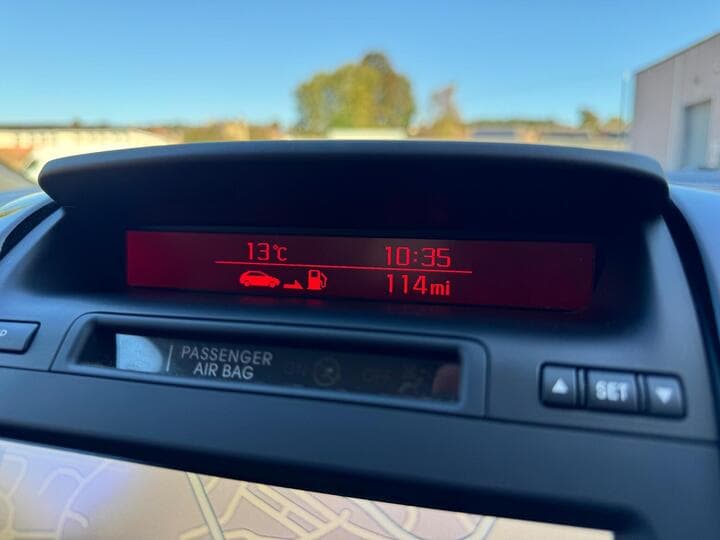 13°C 10:35
114mi
PASSENGER
AIR BAG
SET